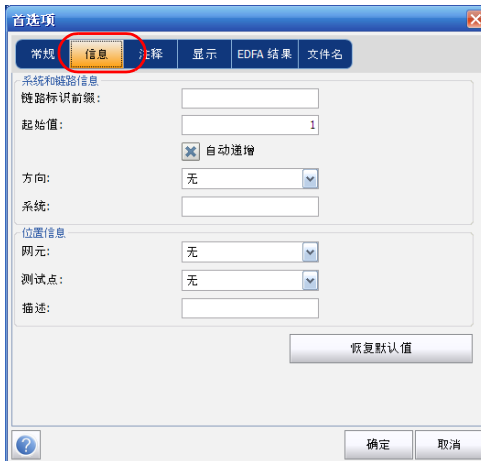 首选项
常规 信息 注释 显示 EDFA 结果 文件名
系统和链路信息
链路标识前缀:
起始值: 1
自动递增
方向: 无
系统:
位置信息
网元: 无
测试点: 无
描述:
恢复默认值
? 确定 取消